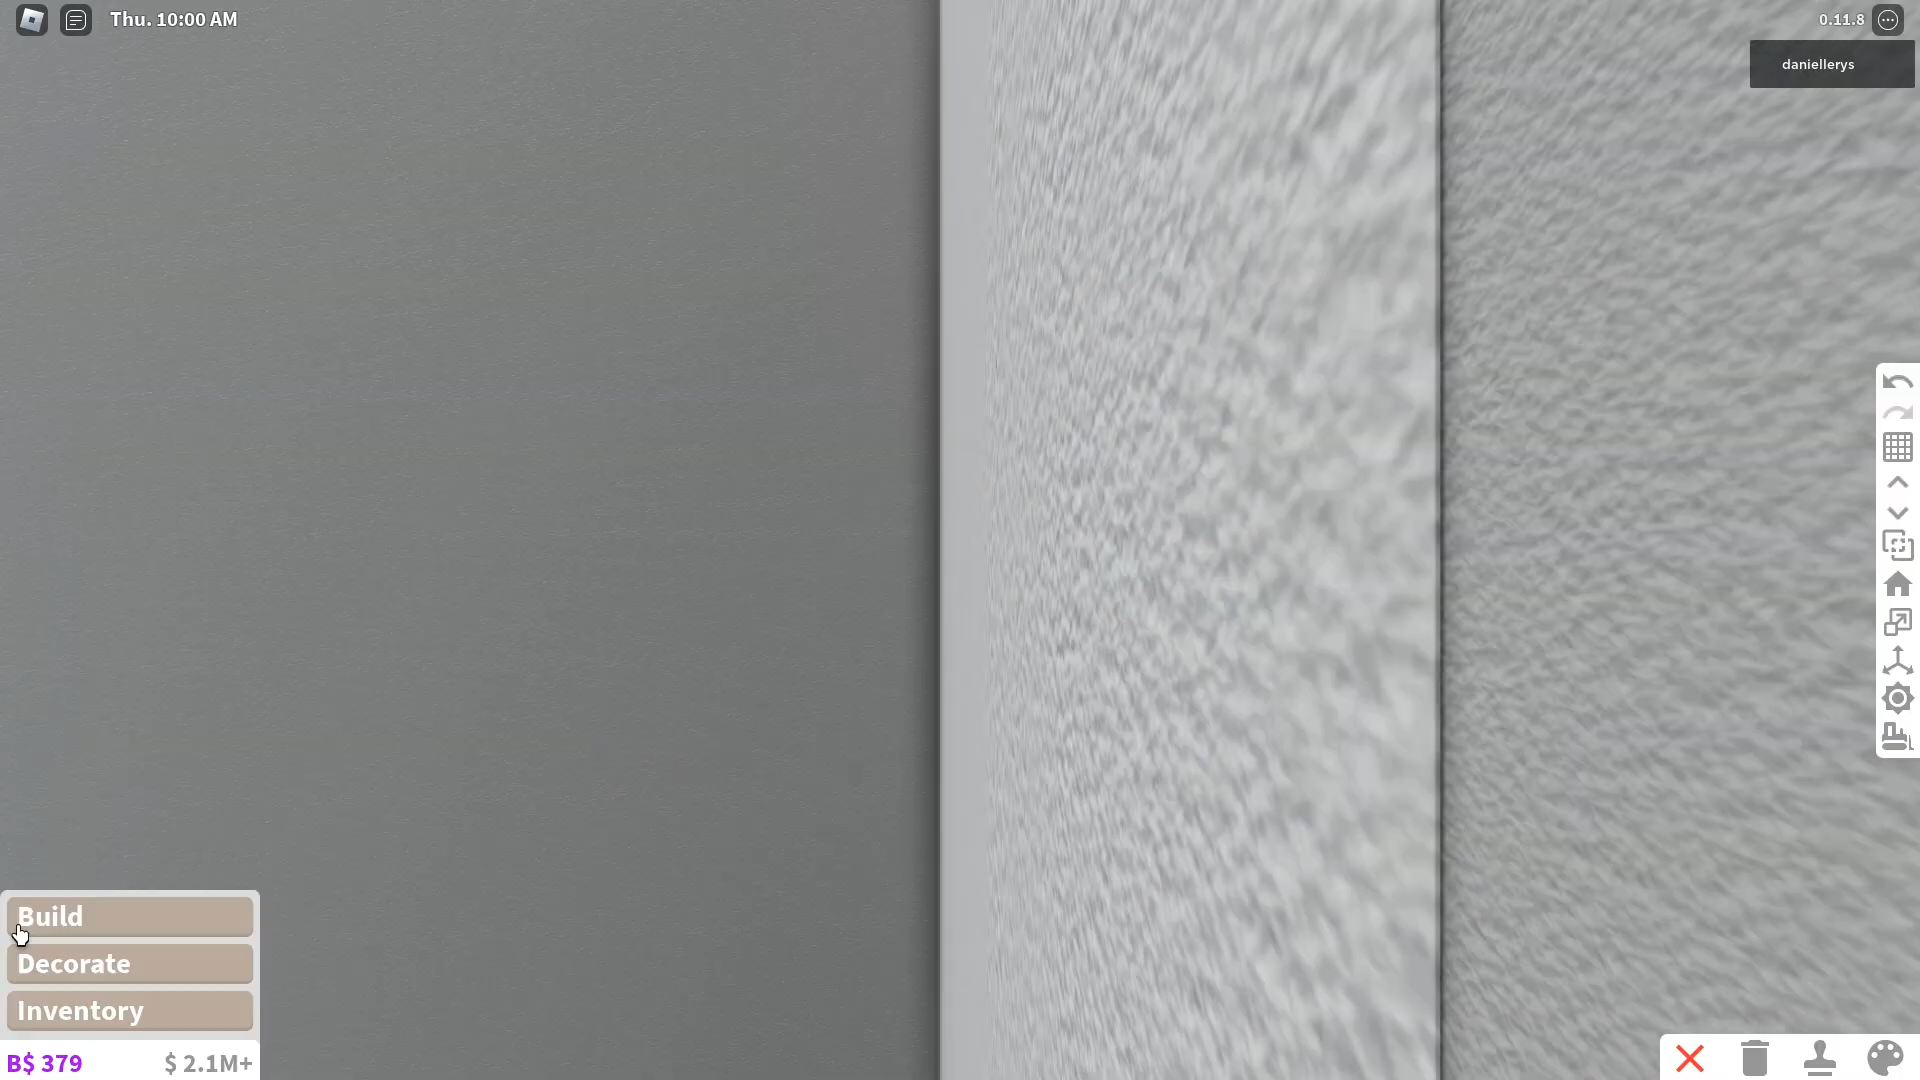 Thu. 10:00 AM
0.11.8
daniellerys
Build
Decorate
Inventory
B$ 379
$ 2.1M+